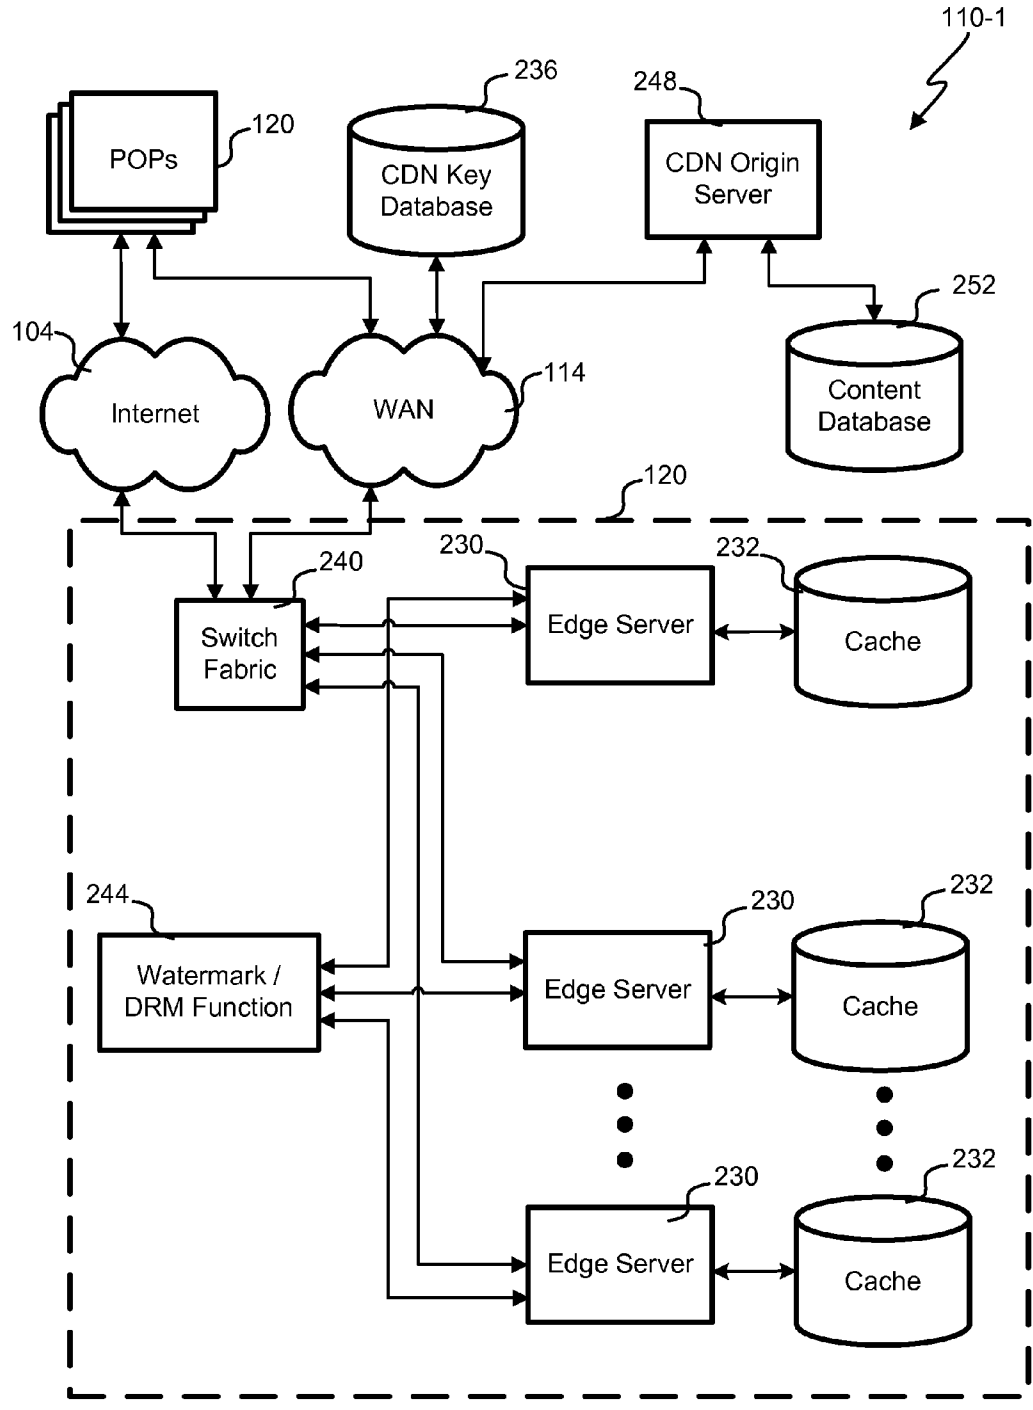 110-1
236
248
120
POPs
CDN Key
Database
CDN Origin
Server
252
104
Internet
WAN
114
Content
Database
120
240
230
232
Switch
Fabric
Edge Server
Cache
244
230
232
Watermark /
DRM Function
Edge Server
Cache
230
232
Edge Server
Cache